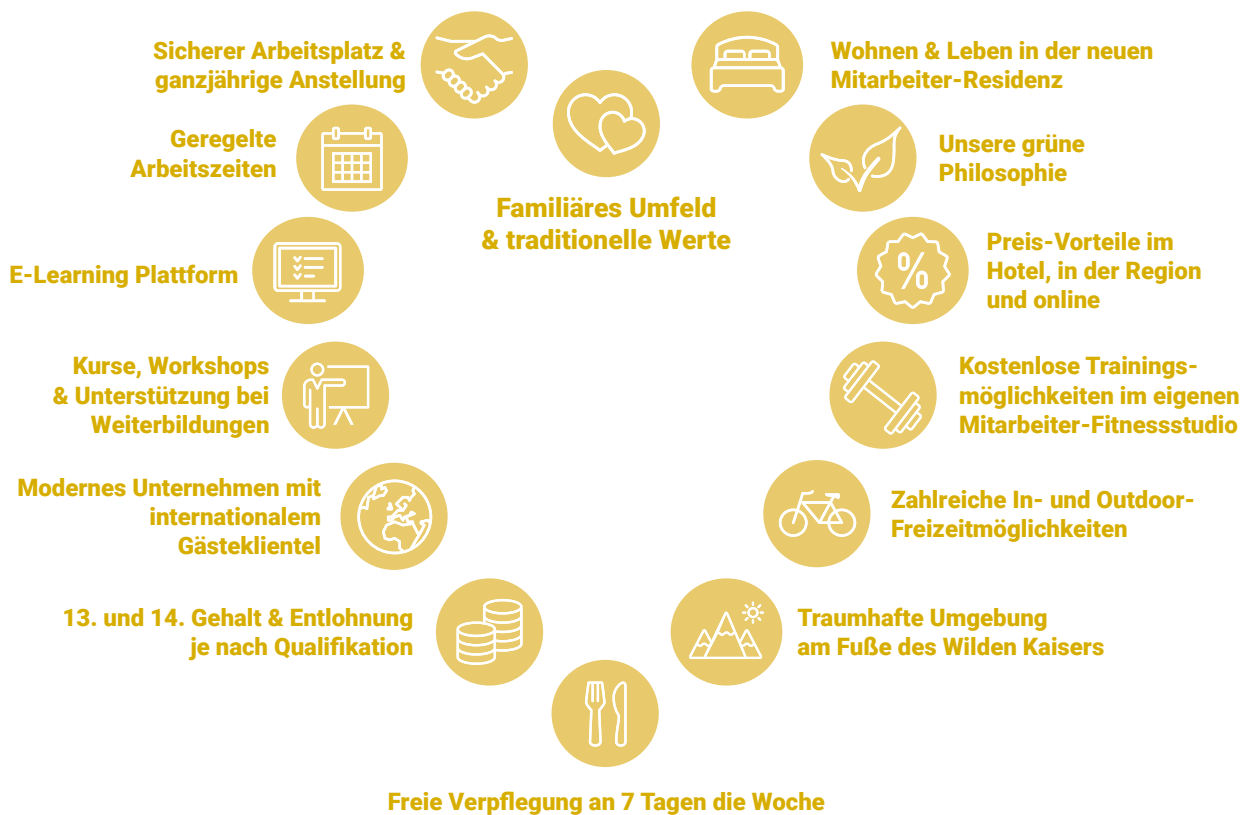 Sicherer Arbeitsplatz &
ganzjährige Anstellung
Geregelte
Arbeitszeiten
E-Learning Plattform
Kurse, Workshops
& Unterstützung bei
Weiterbildungen
Modernes Unternehmen mit
internationalem
Gästeklientel
13. und 14. Gehalt & Entlohnung
je nach Qualifikation
Familiäres Umfeld
& traditionelle Werte
Wohnen & Leben in der neuen
Mitarbeiter-Residenz
Unsere grüne
Philosophie
%
Preis-Vorteile im
Hotel, in der Region
und online
Kostenlose Trainings-
möglichkeiten im eigenen
Mitarbeiter-Fitnessstudio
Zahlreiche In- und Outdoor-
Freizeitmöglichkeiten
Traumhafte Umgebung
am Fuße des Wilden Kaisers
Freie Verpflegung an 7 Tagen die Woche